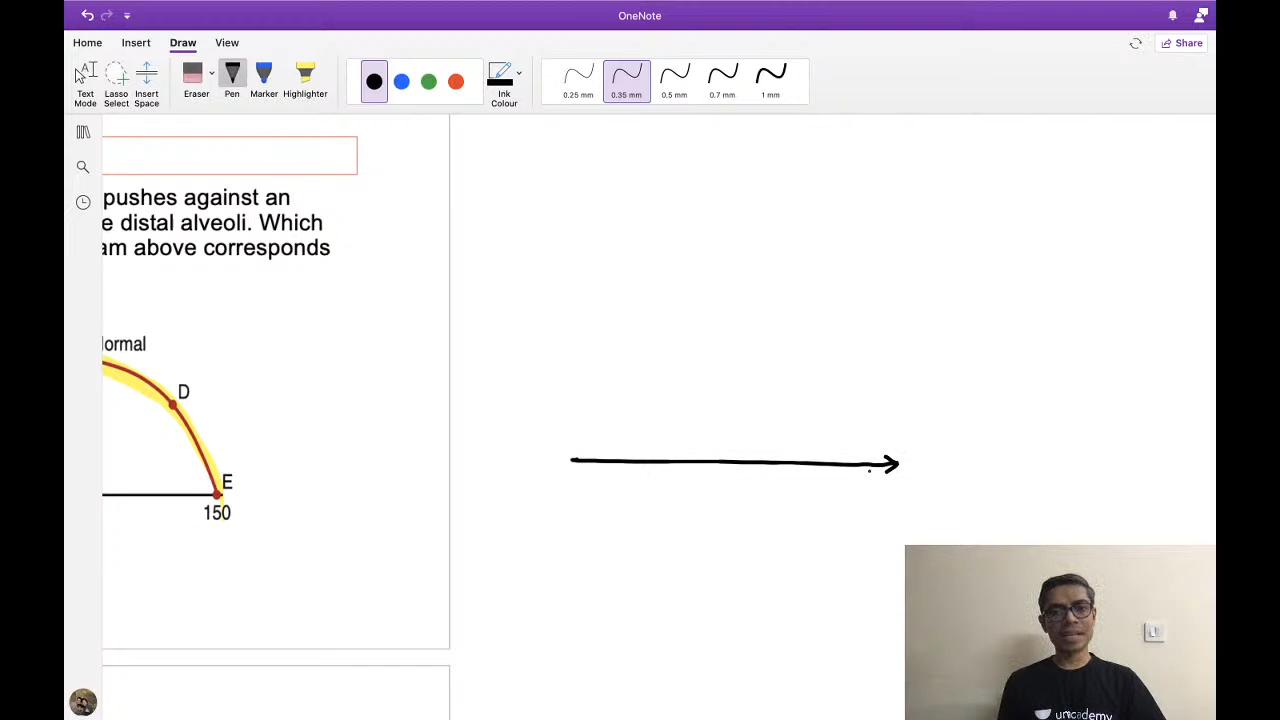 OneNote
Home Insert Draw View
Share
Text Mode
Lasso Select
Insert Space
Eraser
Pen
Marker
Highlighter
Ink Colour
0.25 mm
0.35 mm
0.5 mm
0.7 mm
1 mm
pushes against an
e distal alveoli. Which
am above corresponds
ormal
D
E
150
unacademy